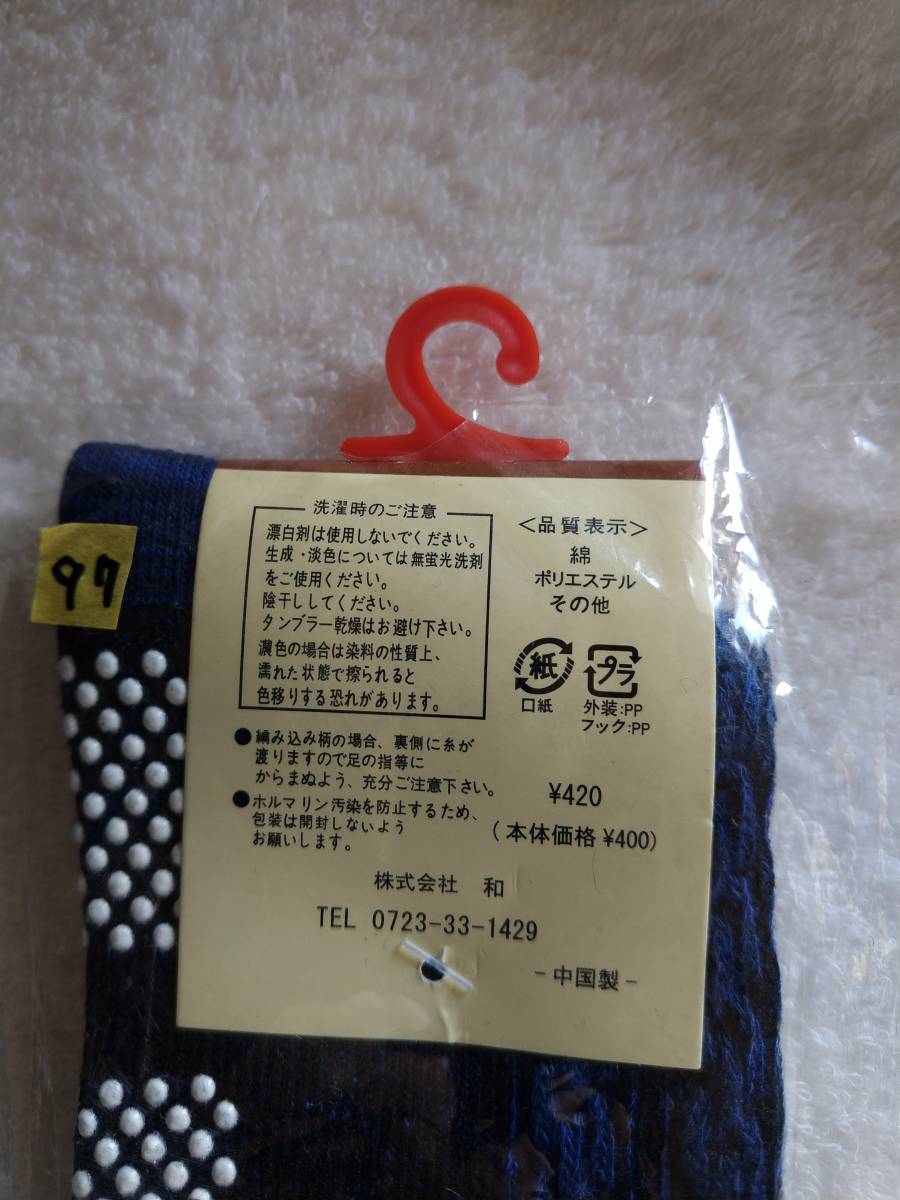 97
洗濯時のご注意
漂白剤は使用しないでください。
生成・淡色については無蛍光洗剤
をご使用ください。
陰干ししてください。
タンブラー乾燥はお避け下さい。
濃色の場合は染料の性質上、
濡れた状態で擦られると
色移りする恐れがあります。
●編み込み柄の場合、裏側に糸が
渡りますので足の指等に
からまぬよう、充分ご注意下さい。
●ホルマリン汚染を防止するため、
包装は開封しないよう
お願いします。
<品質表示>
綿
ポリエステル
その他
紙
口紙
プラ
外装:PP
フック:PP
¥420
(本体価格¥400)
株式会社 和
TEL 0723-33-1429
-中国製-